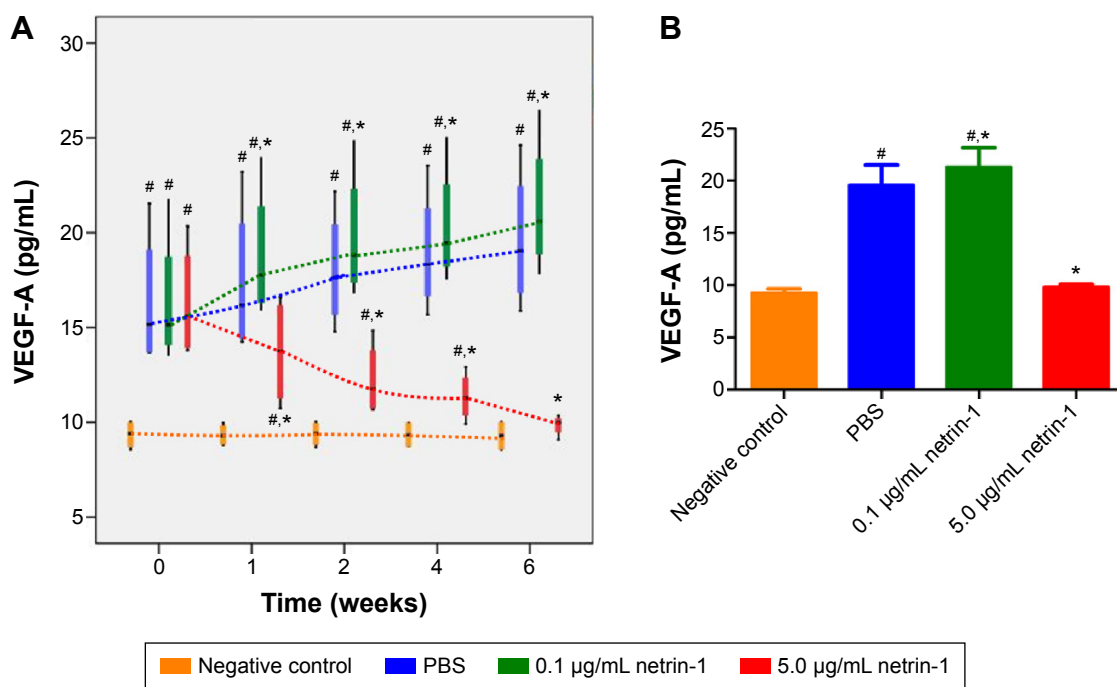 A
VEGF-A (pg/mL)
30
25
20
15
10
5
# # #
# #,*
#,*
# #,*
#,*
# #,*
#,*
# #,*
*
0 1 2 4 6
Time (weeks)
B
VEGF-A (pg/mL)
25
20
15
10
5
0
#
#,*
*
Negative control
PBS
0.1 µg/mL netrin-1
5.0 µg/mL netrin-1
Negative control PBS 0.1 µg/mL netrin-1 5.0 µg/mL netrin-1